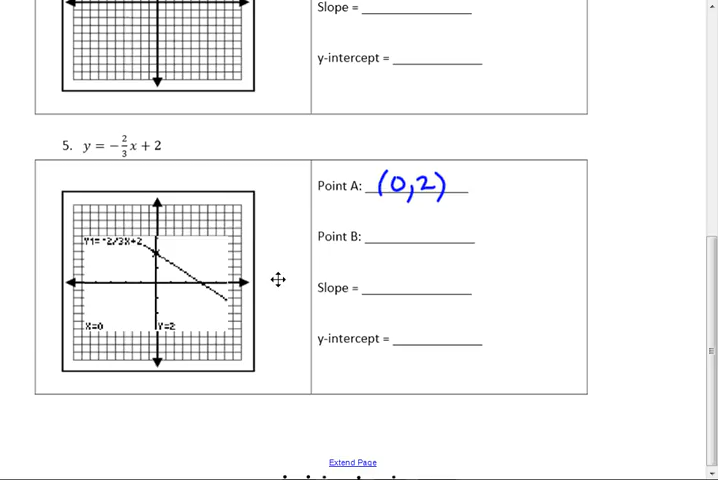 Slope = 
y-intercept = 
5. y = -2/3x + 2
Point A: (0,2)
Y1=-2/3X+2
Point B: 
Slope = 
X=0 Y=2
y-intercept = 
Extend Page